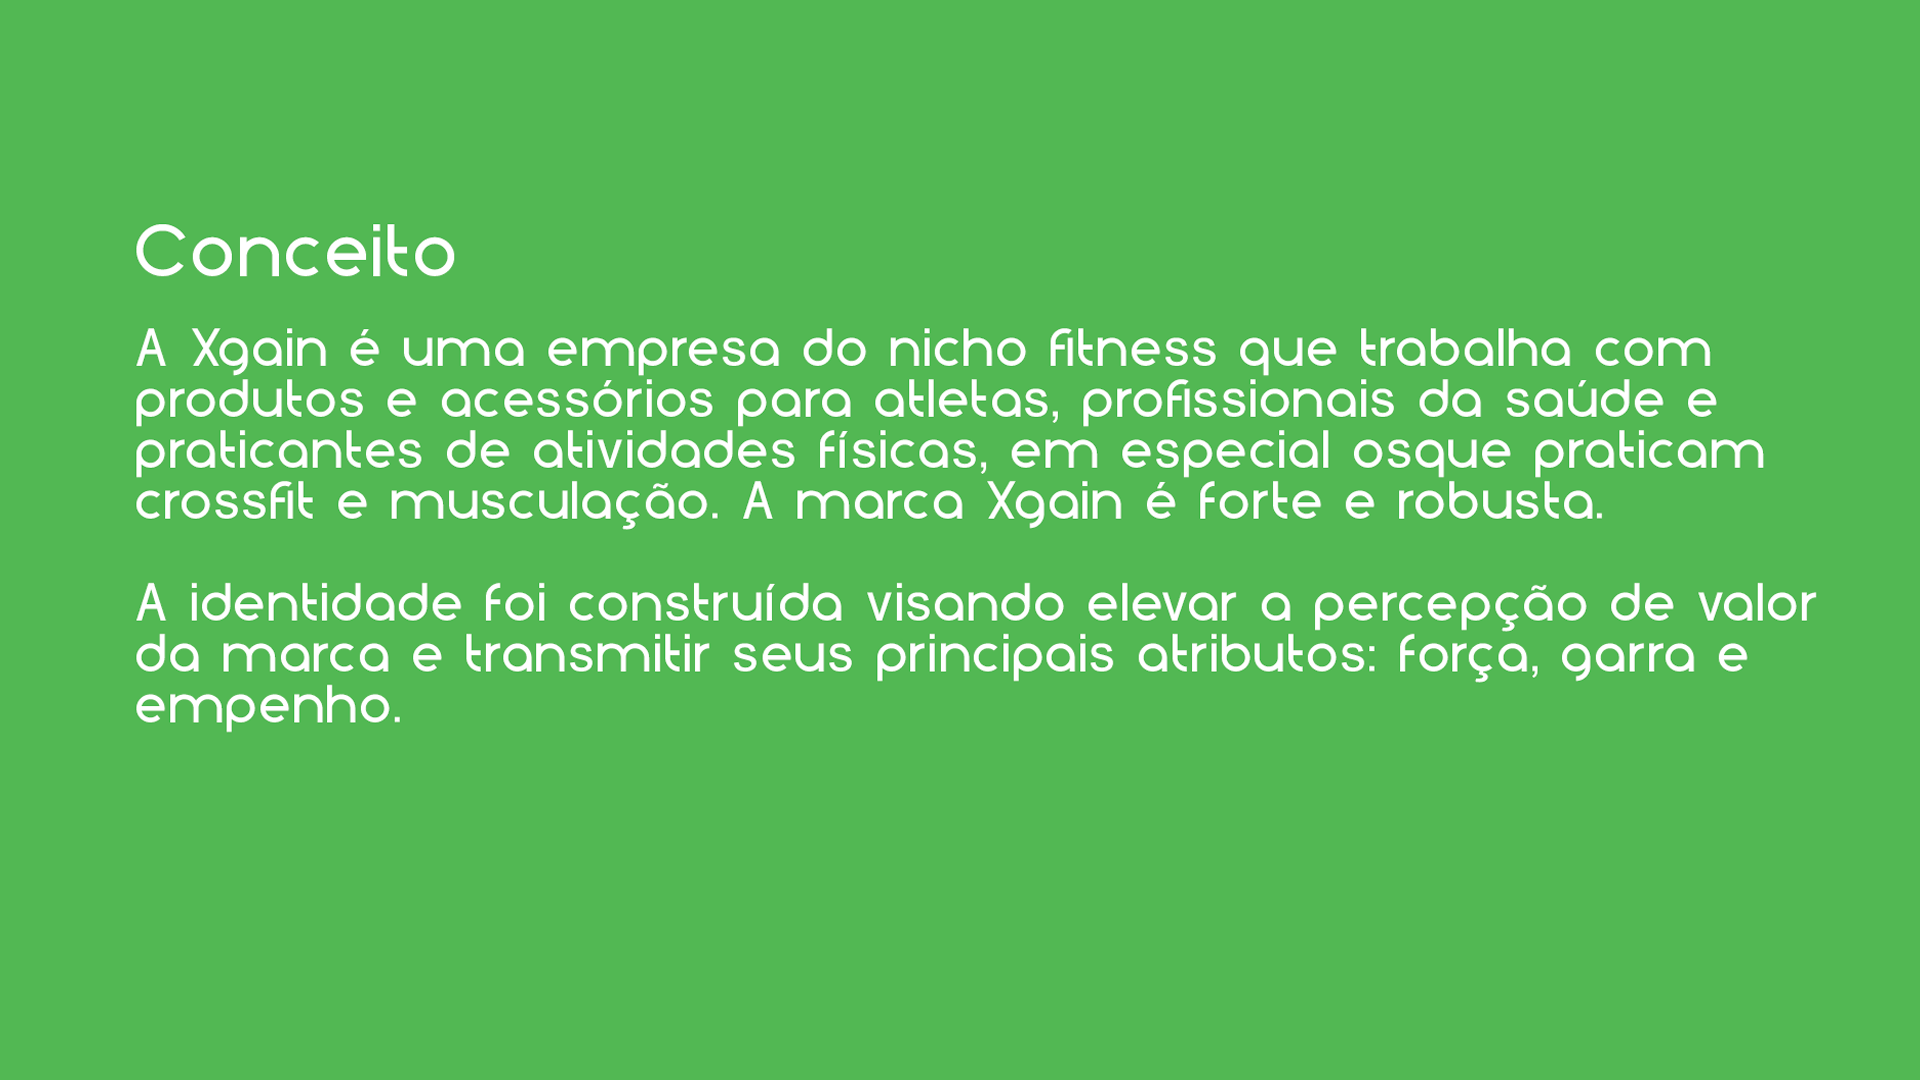 Conceito
A Xgain é uma empresa do nicho fitness que trabalha com
produtos e acessórios para atletas, profissionais da saúde e
praticantes de atividades físicas, em especial osque praticam
crossfit e musculação. A marca Xgain é forte e robusta.
A identidade foi construída visando elevar a percepção de valor
da marca e transmitir seus principais atributos: força, garra e
empenho.